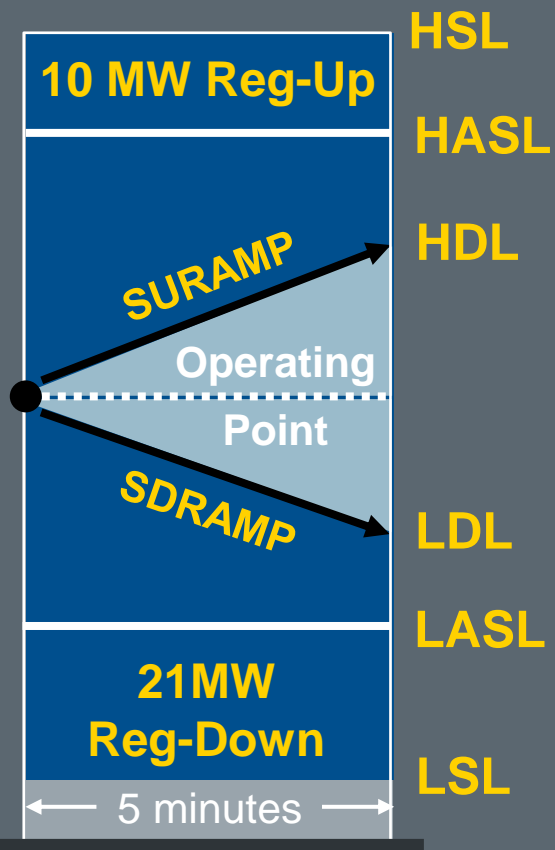 HSL
10 MW Reg-Up
HASL
HDL
SURAMP
Operating
Point
SDRAMP
LDL
LASL
21MW
Reg-Down
LSL
5 minutes